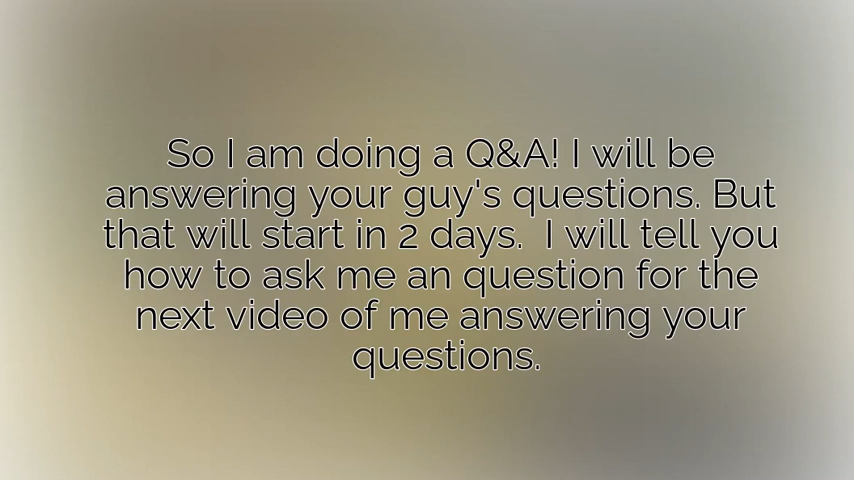 So I am doing a Q&A! I will be
answering your guy's questions. But
that will start in 2 days.  I will tell you
how to ask me an question for the
next video of me answering your
questions.